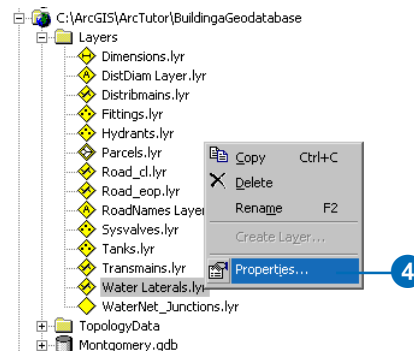 C:\ArcGIS\ArcTutor\BuildingaGeodatabase
Layers
Dimensions.lyr
DistDiam Layer.lyr
Distribmains.lyr
Fittings.lyr
Hydrants.lyr
Parcels.lyr
Road_cl.lyr
Road_eop.lyr
RoadNames Layer
Sysvalves.lyr
Tanks.lyr
Transmains.lyr
Water Laterals.lyr
WaterNet_Junctions.lyr
TopologyData
Montgomery.gdb
Copy Ctrl+C
Delete
Rename F2
Create Layer...
Properties...
4